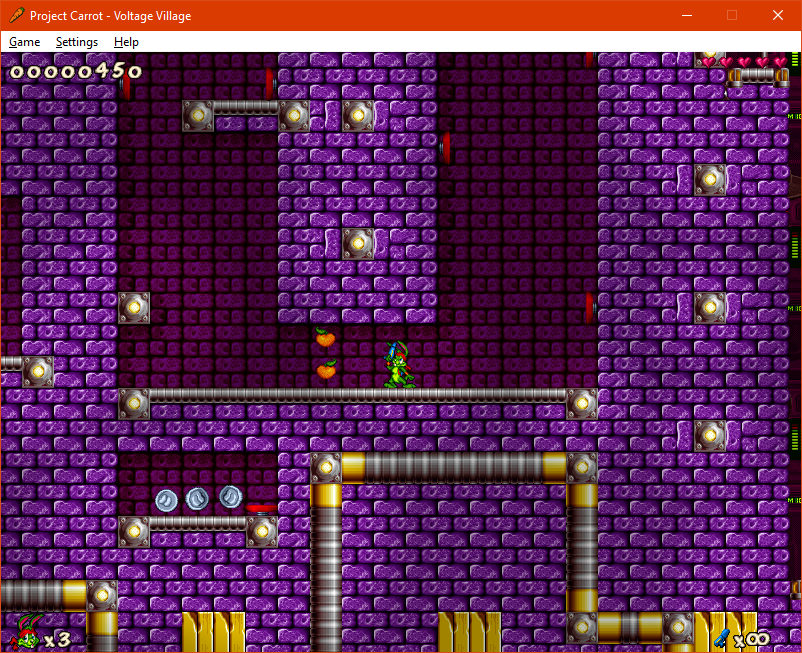 Project Carrot - Voltage Village
Game Settings Help
00000450
x3
x∞